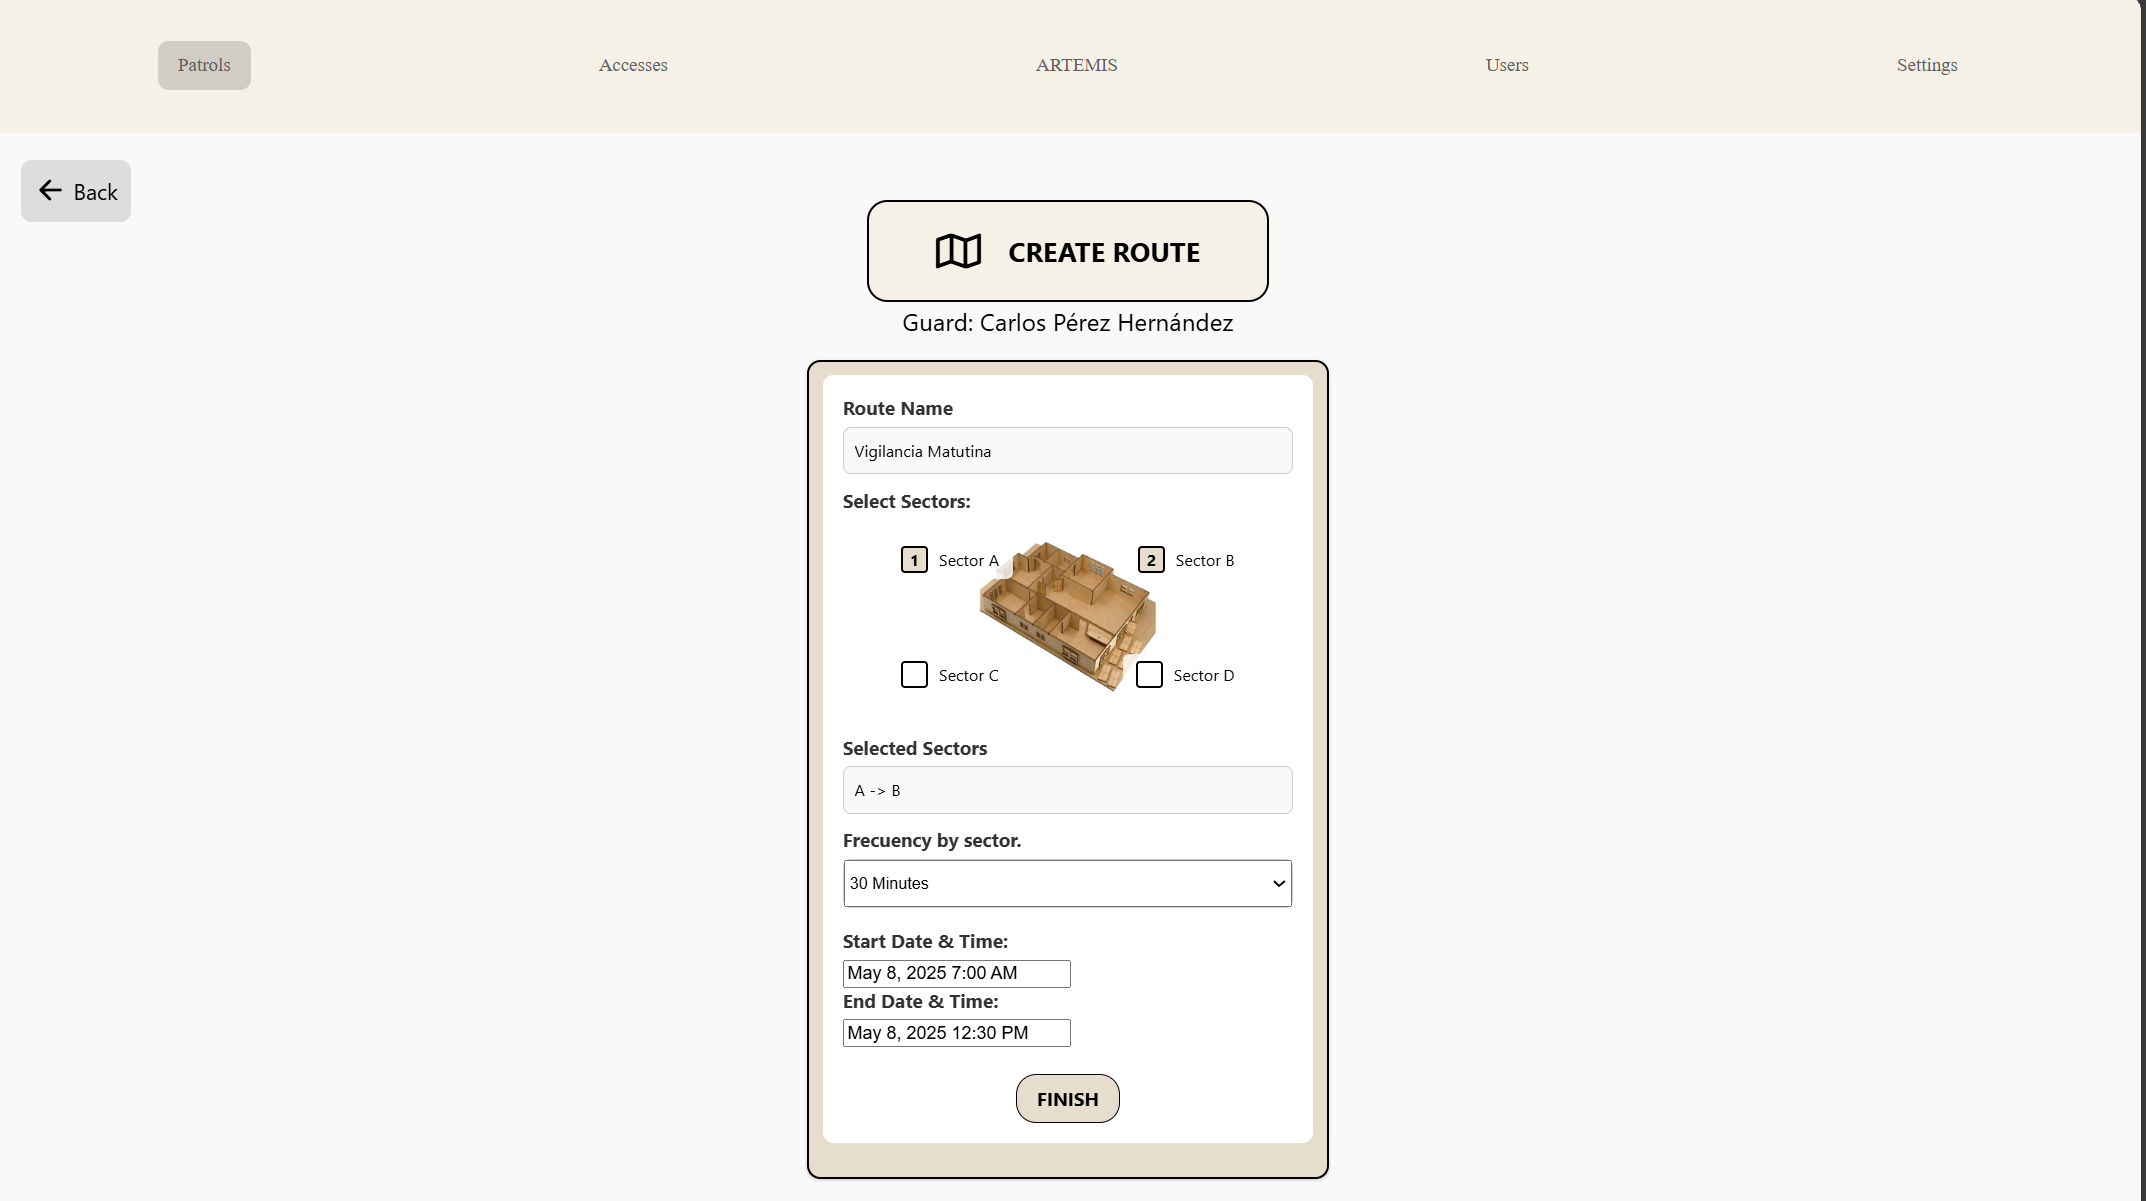 Patrols Accesses ARTEMIS Users Settings
Back
CREATE ROUTE
Guard: Carlos Pérez Hernández
Route Name
Vigilancia Matutina
Select Sectors:
1 Sector A 2 Sector B
Sector C Sector D
Selected Sectors
A -> B
Frecuency by sector.
30 Minutes
Start Date & Time:
May 8, 2025 7:00 AM
End Date & Time:
May 8, 2025 12:30 PM
FINISH